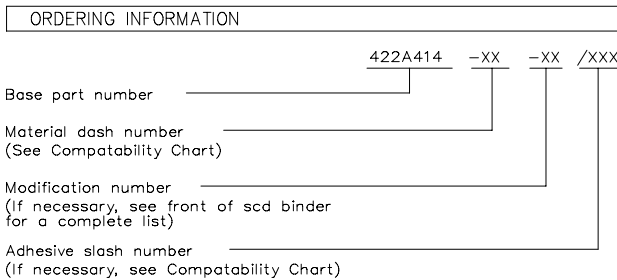 ORDERING INFORMATION
422A414 -XX -XX /XXX
Base part number
Material dash number
(See Compatability Chart)
Modification number
(If necessary, see front of scd binder
for a complete list)
Adhesive slash number
(If necessary, see Compatability Chart)